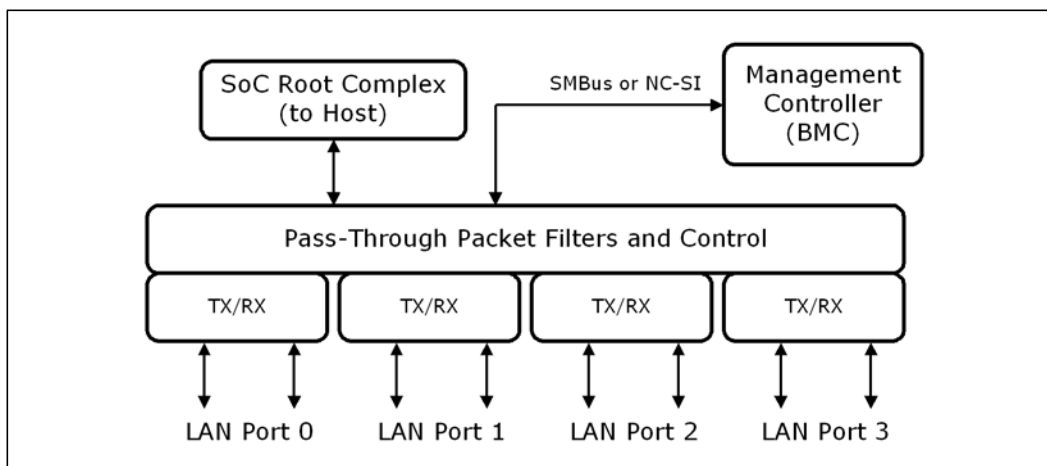 SoC Root Complex
(to Host)
SMBus or NC-SI
Management
Controller
(BMC)
Pass-Through Packet Filters and Control
TX/RX
TX/RX
TX/RX
TX/RX
LAN Port 0
LAN Port 1
LAN Port 2
LAN Port 3